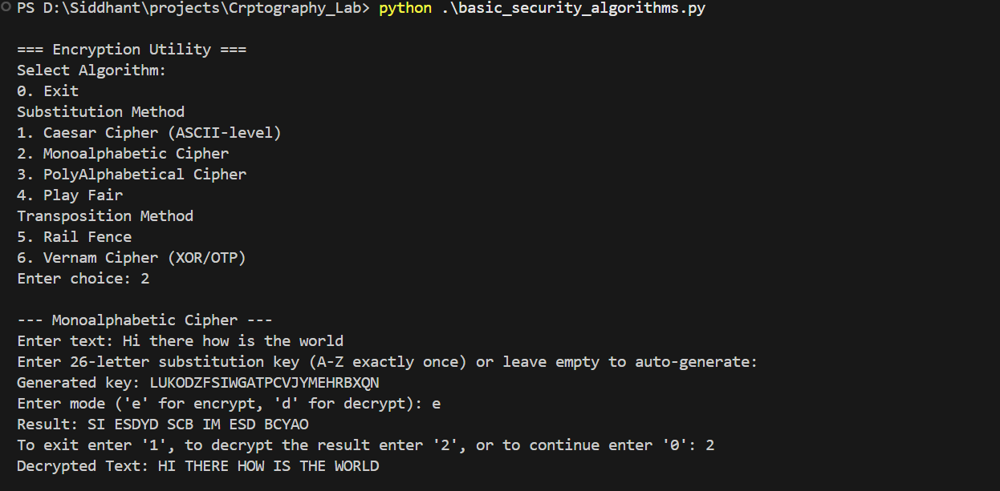 PS D:\Siddhant\projects\Crptography_Lab> python .\basic_security_algorithms.py
=== Encryption Utility ===
Select Algorithm:
0. Exit
Substitution Method
1. Caesar Cipher (ASCII-level)
2. Monoalphabetic Cipher
3. PolyAlphabetical Cipher
4. Play Fair
Transposition Method
5. Rail Fence
6. Vernam Cipher (XOR/OTP)
Enter choice: 2
--- Monoalphabetic Cipher ---
Enter text: Hi there how is the world
Enter 26-letter substitution key (A-Z exactly once) or leave empty to auto-generate:
Generated key: LUKODZFSIWGATPCVJYMEHRBXQN
Enter mode ('e' for encrypt, 'd' for decrypt): e
Result: SI ESDYD SCB IM ESD BCYAO
To exit enter '1', to decrypt the result enter '2', or to continue enter '0': 2
Decrypted Text: HI THERE HOW IS THE WORLD